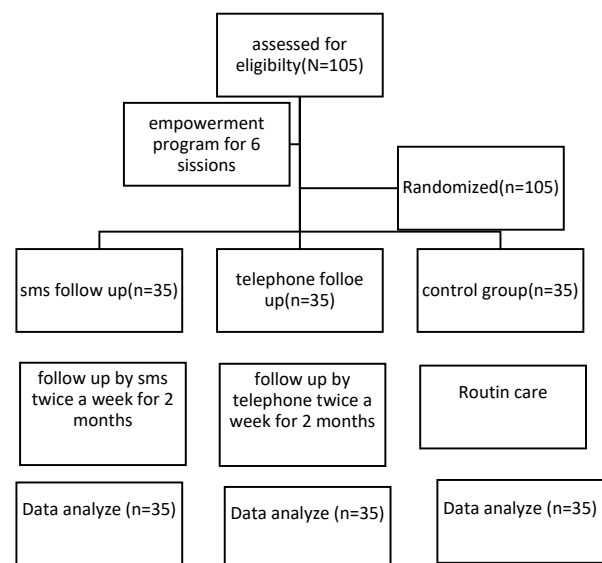 assessed for
eligibilty(N=105)
empowerment
program for 6
sissions
Randomized(n=105)
sms follow up(n=35)
telephone folloe
up(n=35)
control group(n=35)
follow up by sms
twice a week for 2
months
follow up by
telephone twice a
week for 2 months
Routin care
Data analyze (n=35)
Data analyze (n=35)
Data analyze (n=35)